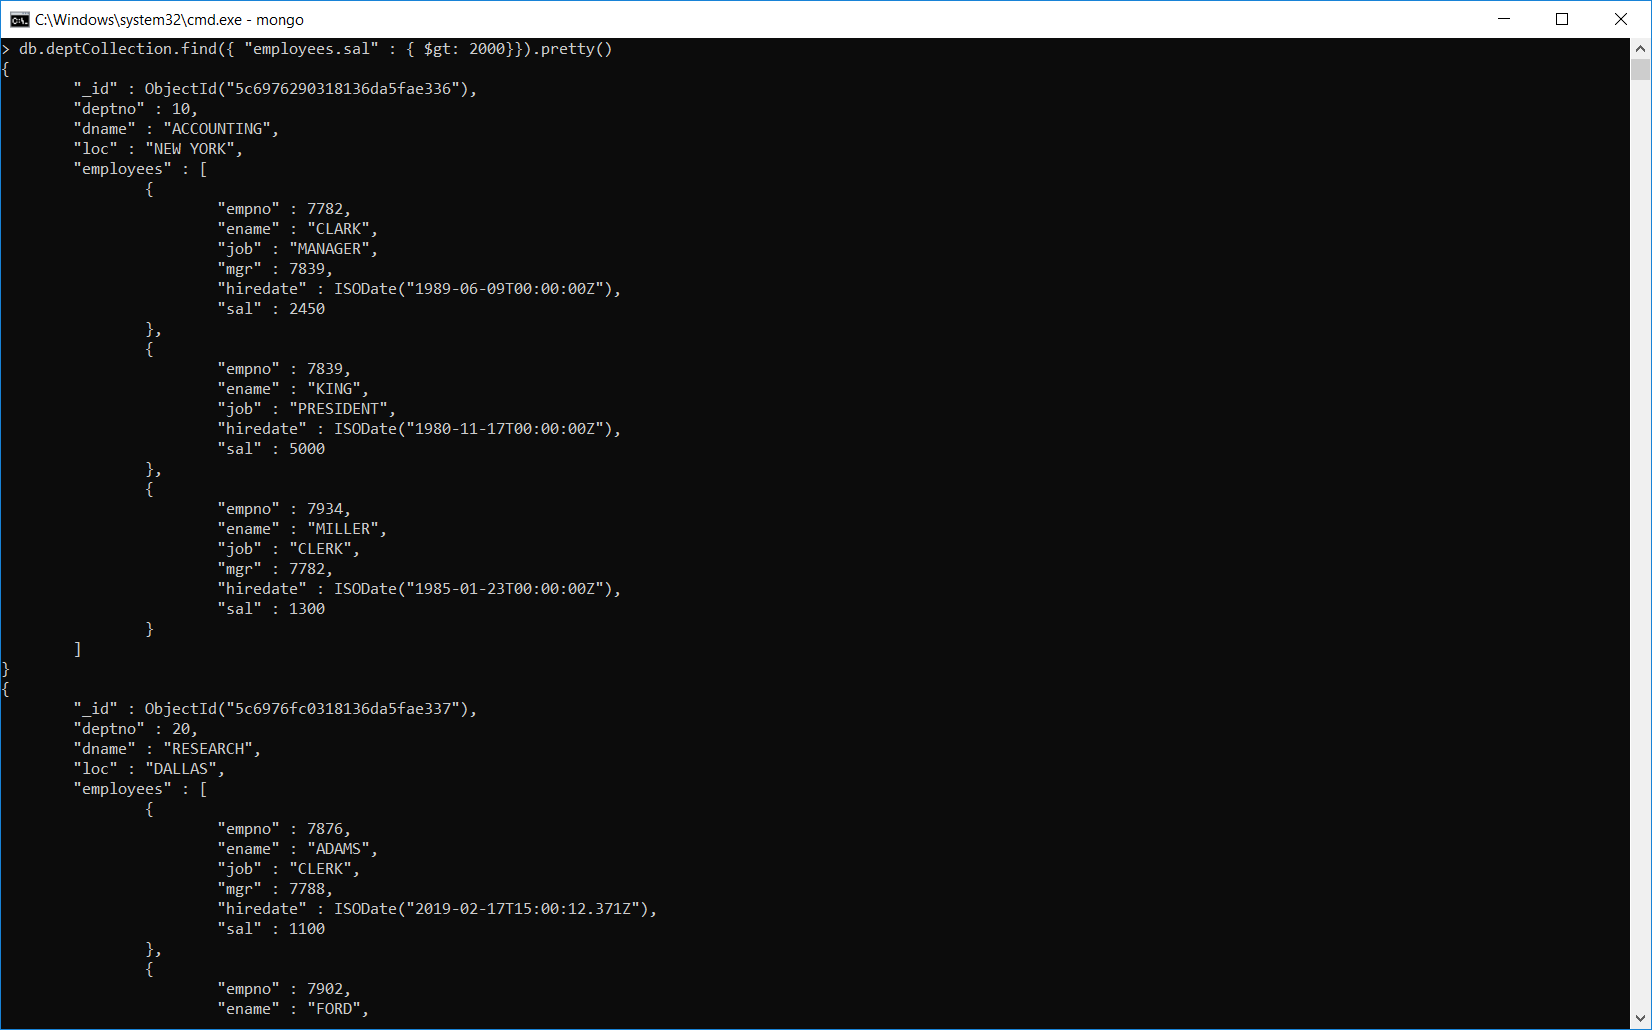 C:\Windows\system32\cmd.exe - mongo
> db.deptCollection.find({ "employees.sal" : { $gt: 2000}}).pretty()
{
        "_id" : ObjectId("5c6976290318136da5fae336"),
        "deptno" : 10,
        "dname" : "ACCOUNTING",
        "loc" : "NEW YORK",
        "employees" : [
                {
                        "empno" : 7782,
                        "ename" : "CLARK",
                        "job" : "MANAGER",
                        "mgr" : 7839,
                        "hiredate" : ISODate("1989-06-09T00:00:00Z"),
                        "sal" : 2450
                },
                {
                        "empno" : 7839,
                        "ename" : "KING",
                        "job" : "PRESIDENT",
                        "hiredate" : ISODate("1980-11-17T00:00:00Z"),
                        "sal" : 5000
                },
                {
                        "empno" : 7934,
                        "ename" : "MILLER",
                        "job" : "CLERK",
                        "mgr" : 7782,
                        "hiredate" : ISODate("1985-01-23T00:00:00Z"),
                        "sal" : 1300
                }
        ]
}
{
        "_id" : ObjectId("5c6976fc0318136da5fae337"),
        "deptno" : 20,
        "dname" : "RESEARCH",
        "loc" : "DALLAS",
        "employees" : [
                {
                        "empno" : 7876,
                        "ename" : "ADAMS",
                        "job" : "CLERK",
                        "mgr" : 7788,
                        "hiredate" : ISODate("2019-02-17T15:00:12.371Z"),
                        "sal" : 1100
                },
                {
                        "empno" : 7902,
                        "ename" : "FORD",